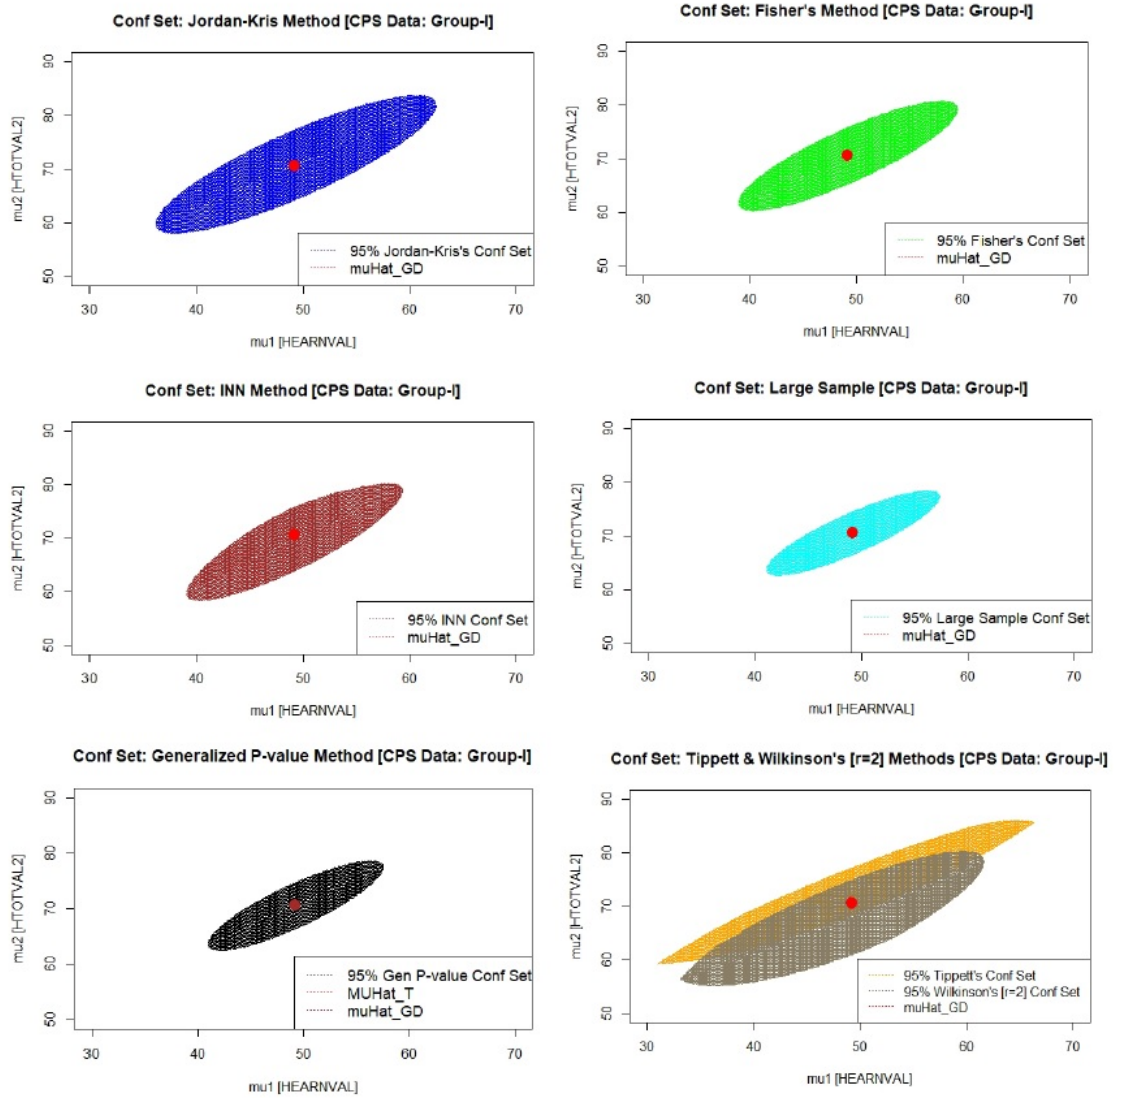 Conf Set: Jordan-Kris Method [CPS Data: Group-I]
mu2 [HTOTVAL2]
90
80
70
60
50
95% Jordan-Kris's Conf Set
muHat_GD
30
40
50
60
70
mu1 [HEARNVAL]
Conf Set: Fisher's Method [CPS Data: Group-I]
mu2 [HTOTVAL2]
90
80
70
60
50
95% Fisher's Conf Set
muHat_GD
30
40
50
60
70
mu1 [HEARNVAL]
Conf Set: INN Method [CPS Data: Group-I]
mu2 [HTOTVAL2]
90
80
70
60
50
95% INN Conf Set
muHat_GD
30
40
50
60
70
mu1 [HEARNVAL]
Conf Set: Large Sample [CPS Data: Group-I]
mu2 [HTOTVAL2]
90
80
70
60
50
95% Large Sample Conf Set
muHat_GD
30
40
50
60
70
mu1 [HEARNVAL]
Conf Set: Generalized P-value Method [CPS Data: Group-I]
mu2 [HTOTVAL2]
90
80
70
60
50
95% Gen P-value Conf Set
MUHat_T
muHat_GD
30
40
50
60
70
mu1 [HEARNVAL]
Conf Set: Tippett & Wilkinson's [r=2] Methods [CPS Data: Group-I]
mu2 [HTOTVAL2]
90
80
70
60
50
95% Tippett's Conf Set
95% Wilkinson's [r=2] Conf Set
muHat_GD
30
40
50
60
70
mu1 [HEARNVAL]